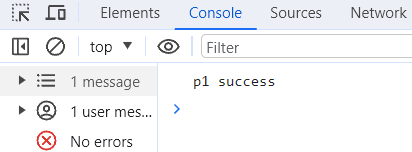 Elements Console Sources Network
top Filter
1 message p1 success
1 user mes...
No errors